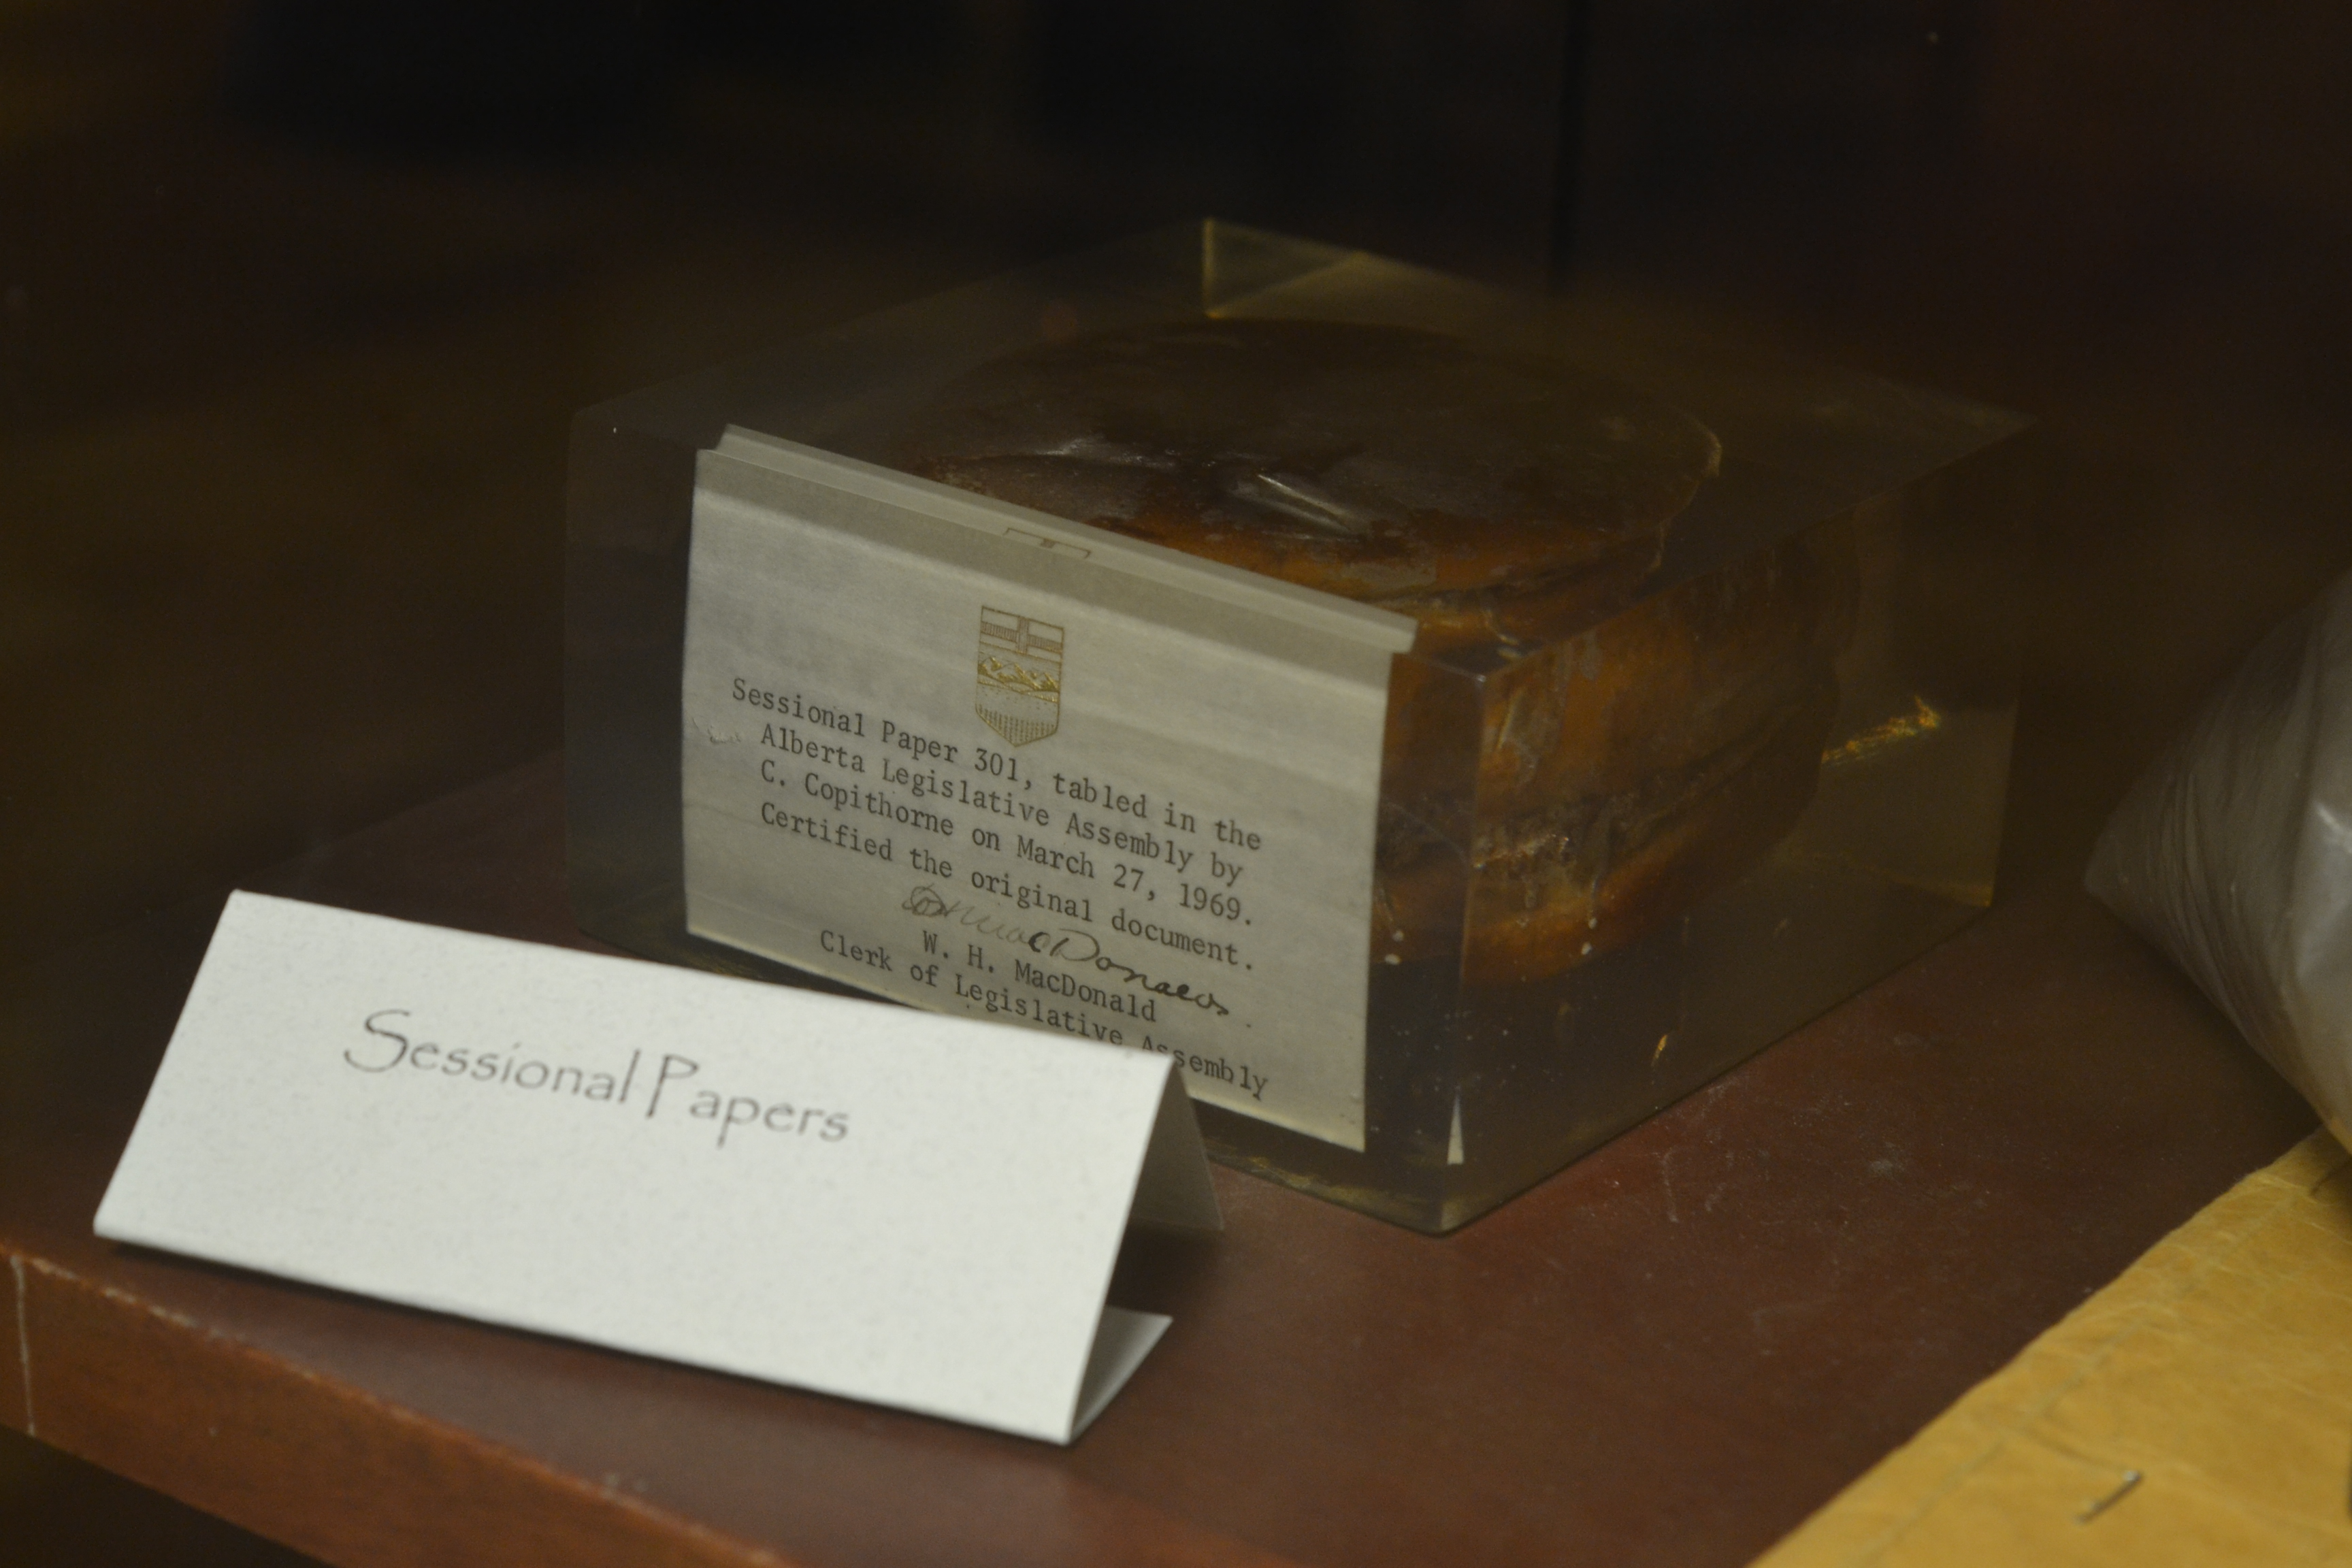 Sessional Paper 301, tabled in the
Alberta Legislative Assembly by
C. Copithorne on March 27, 1969.
Certified the original document.
MacDonald
W. H. MacDonald
Clerk of Legislative Assembly
Sessional Papers